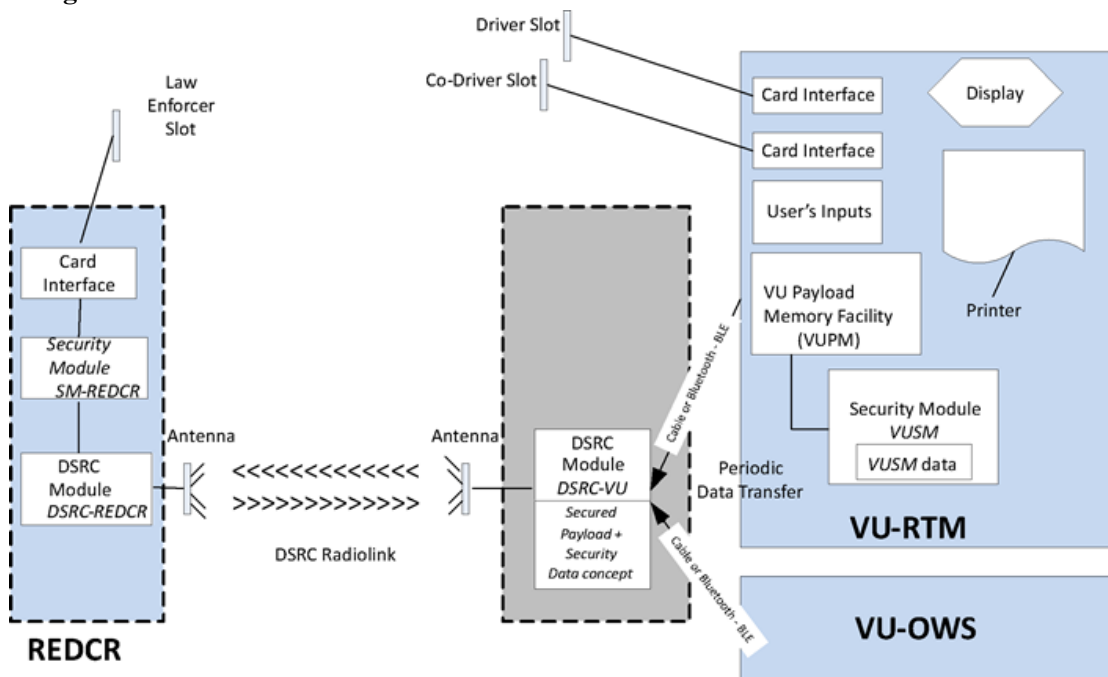 Driver Slot
Co-Driver Slot
Law
Enforcer
Slot
Card Interface
Display
Card Interface
User's Inputs
Card
Interface
VU Payload
Memory Facility
(VUPM)
Printer
Security
Module
SM-REDCR
Cable or Bluetooth - BLE
Security Module
VUSM
VUSM data
Antenna
Antenna
DSRC
Module
DSRC-REDCR
<<<<<<<<<<<<<
>>>>>>>>>>>>>
DSRC
Module
DSRC-VU
Periodic
Data Transfer
Secured
Payload +
Security
Data concept
DSRC Radiolink
VU-RTM
Cable or Bluetooth - BLE
REDCR
VU-OWS